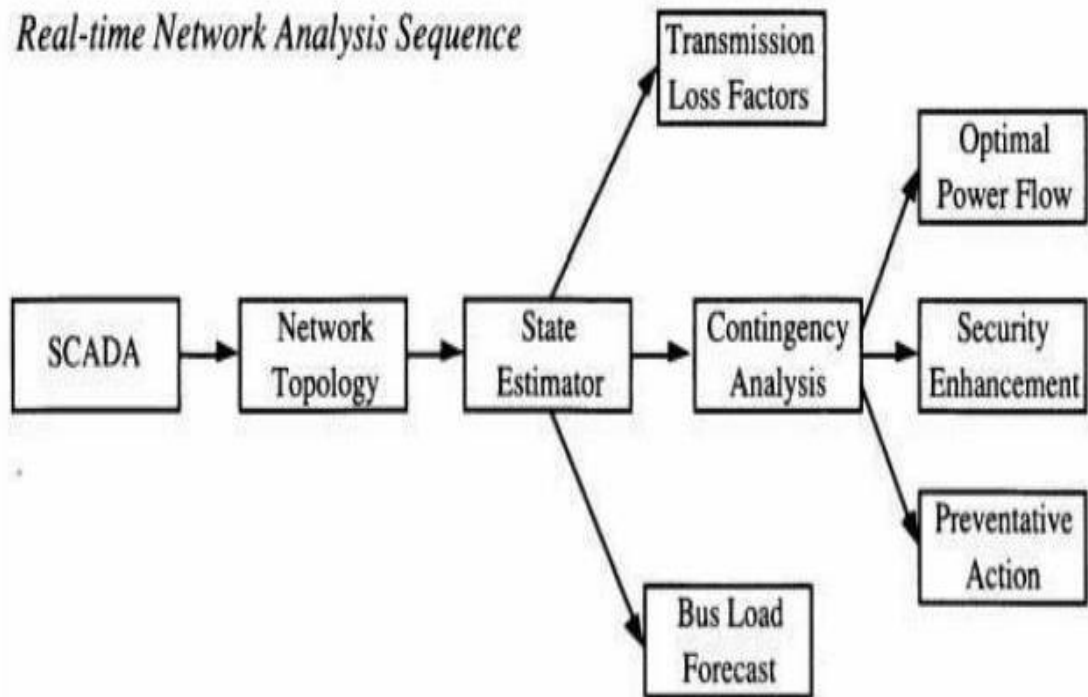 Real-time Network Analysis Sequence
Transmission
Loss Factors
Optimal
Power Flow
SCADA
Network
Topology
State
Estimator
Contingency
Analysis
Security
Enhancement
Preventative
Action
Bus Load
Forecast